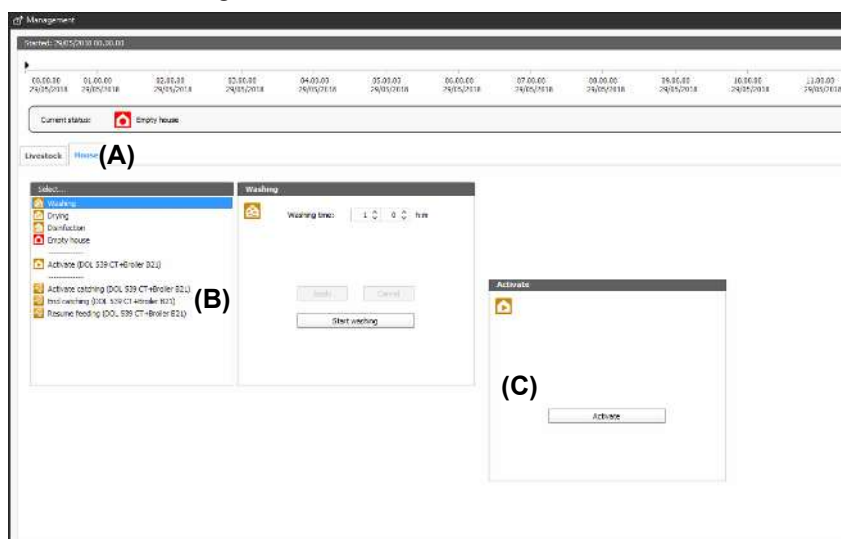 Management
Started: 29/05/2018 00.00.00
00.00.00 01.00.00 02.00.00 03.00.00 04.00.00 05.00.00 06.00.00 07.00.00 08.00.00 09.00.00 10.00.00 11.00.00
29/05/2018 29/05/2018 29/05/2018 29/05/2018 29/05/2018 29/05/2018 29/05/2018 29/05/2018 29/05/2018 29/05/2018 29/05/2018 29/05/2018
Current status: Empty house
Livestock House (A)
Select... Washing
Washing
Drying
Disinfection
Empty house
Washing time: 1 0 h:m
Activate (DOL 539 CT+Broiler B21)
Activate catching (DOL 539 CT+Broiler B21)
End catching (DOL 539 CT+Broiler B21)
Resume feeding (DOL 539 CT+Broiler B21)
(B)
Apply Cancel
Start washing
Activate
(C)
Activate